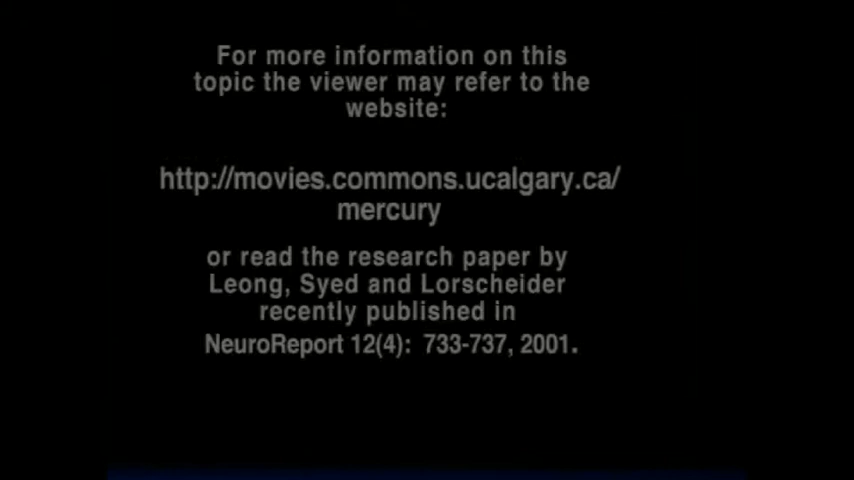 For more information on this
topic the viewer may refer to the
website:
http://movies.commons.ucalgary.ca/
mercury
or read the research paper by
Leong, Syed and Lorscheider
recently published in
NeuroReport 12(4): 733-737, 2001.